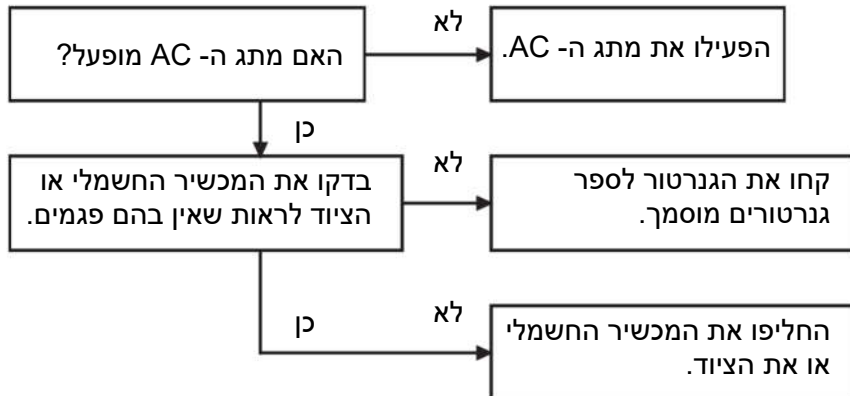 האם מתג ה- AC מופעל?
לא
הפעילו את מתג ה- AC.
כן
בדקו את המכשיר החשמלי או
הציוד לראות שאין בהם פגמים.
לא
קחו את הגנרטור לספר
גנרטורים מוסמך.
כן
לא
החליפו את המכשיר החשמלי
או את הציוד.